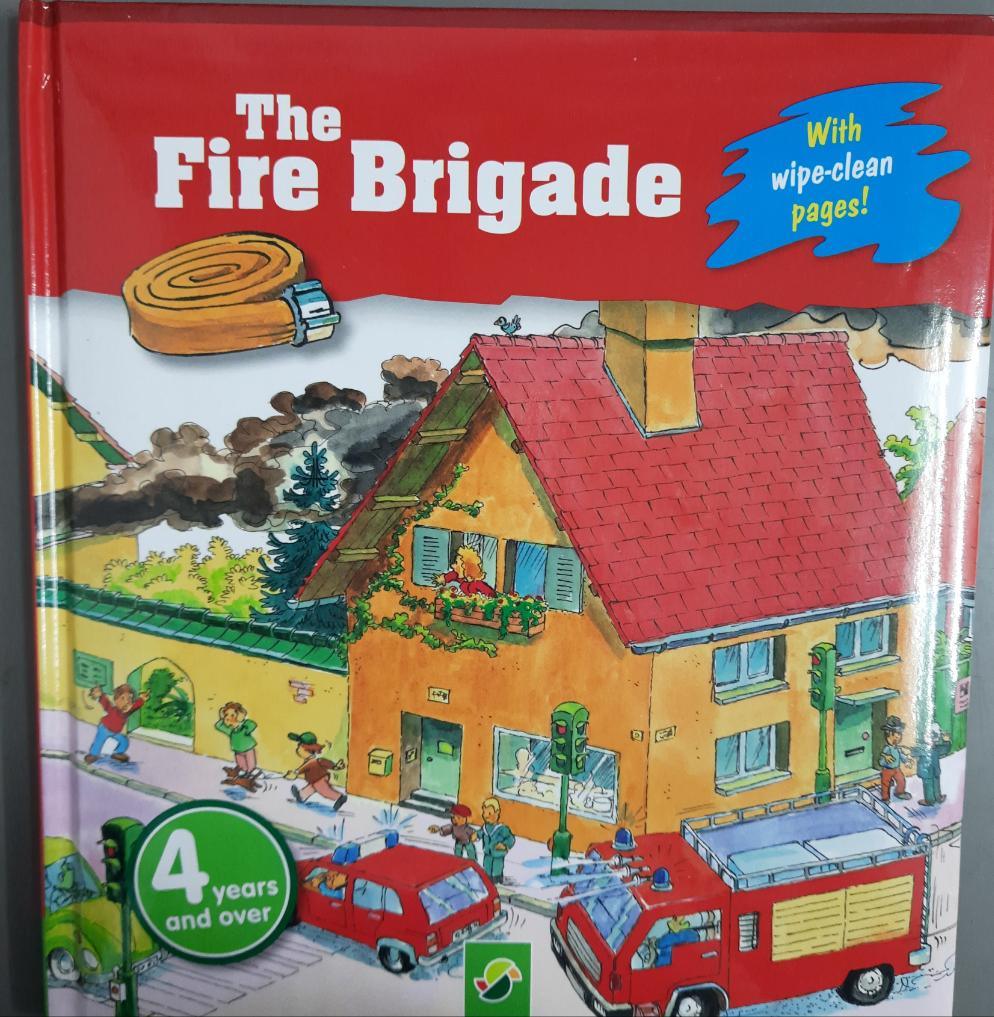 The
Fire Brigade
With
wipe-clean
pages!
4 years
and over